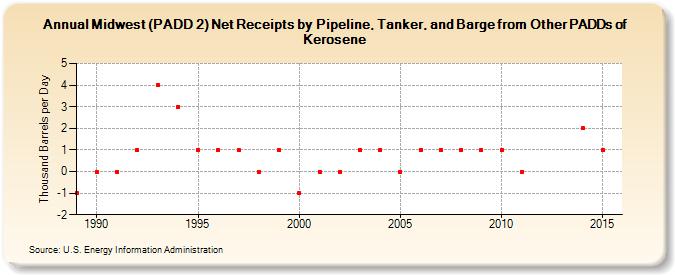 Annual Midwest (PADD 2) Net Receipts by Pipeline, Tanker, and Barge from Other PADDs of
Kerosene
Thousand Barrels per Day
5
4
3
2
1
0
-1
-2
1990 1995 2000 2005 2010 2015
Source: U.S. Energy Information Administration